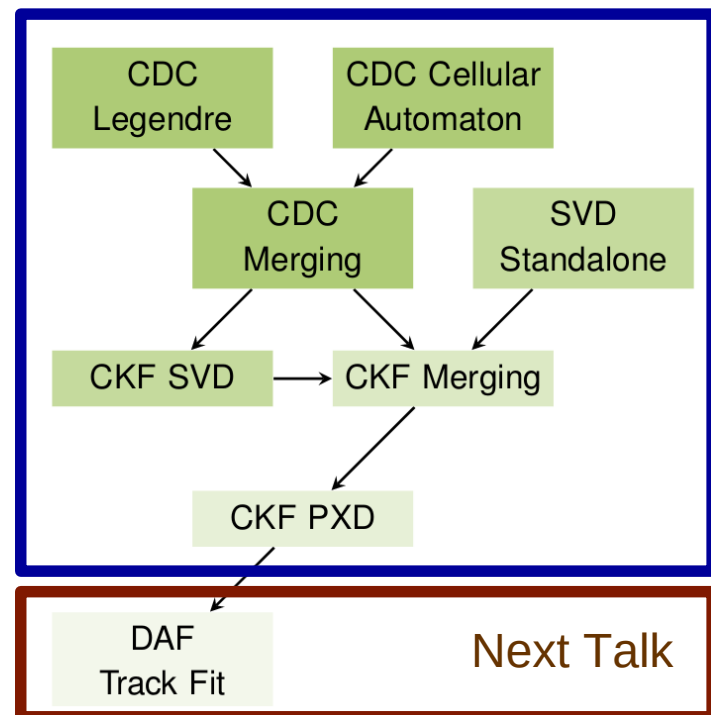 CDC
Legendre
CDC Cellular
Automaton
CDC
Merging
SVD
Standalone
CKF SVD
CKF Merging
CKF PXD
DAF
Track Fit
Next Talk